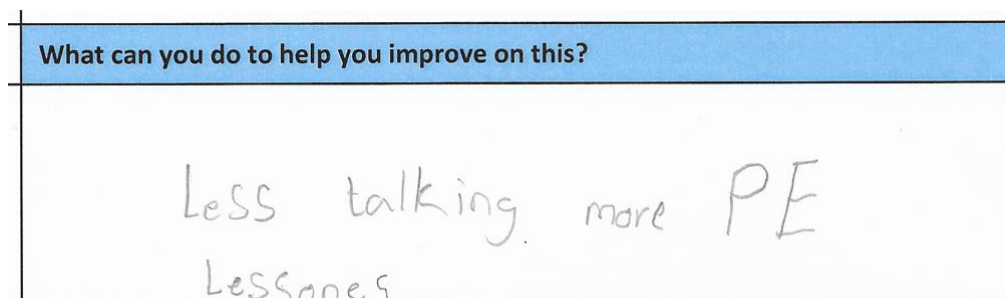 What can you do to help you improve on this?
Less talking. more PE
Lessones